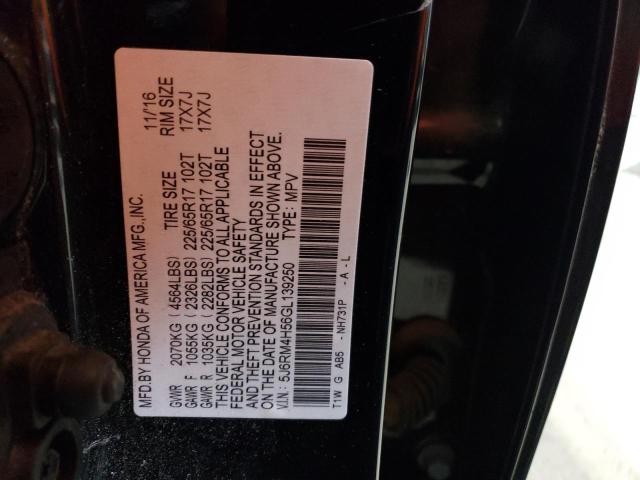 MFD.BY HONDA OF AMERICA MFG.,INC. 11/'16
TIRE SIZE RIM SIZE
GVWR 2070KG ( 4564LBS)
GAWR F 1055KG ( 2326LBS) 225/65R17 102T 17X7J
GAWR R 1035KG ( 2282LBS) 225/65R17 102T 17X7J
THIS VEHICLE CONFORMS TO ALL APPLICABLE
FEDERAL MOTOR VEHICLE SAFETY
AND THEFT PREVENTION STANDARDS IN EFFECT
ON THE DATE OF MANUFACTURE SHOWN ABOVE.
V.I.N.: 5J6RM4H56GL139250 TYPE: MPV
T1W G AB5 - NH731P - A - L